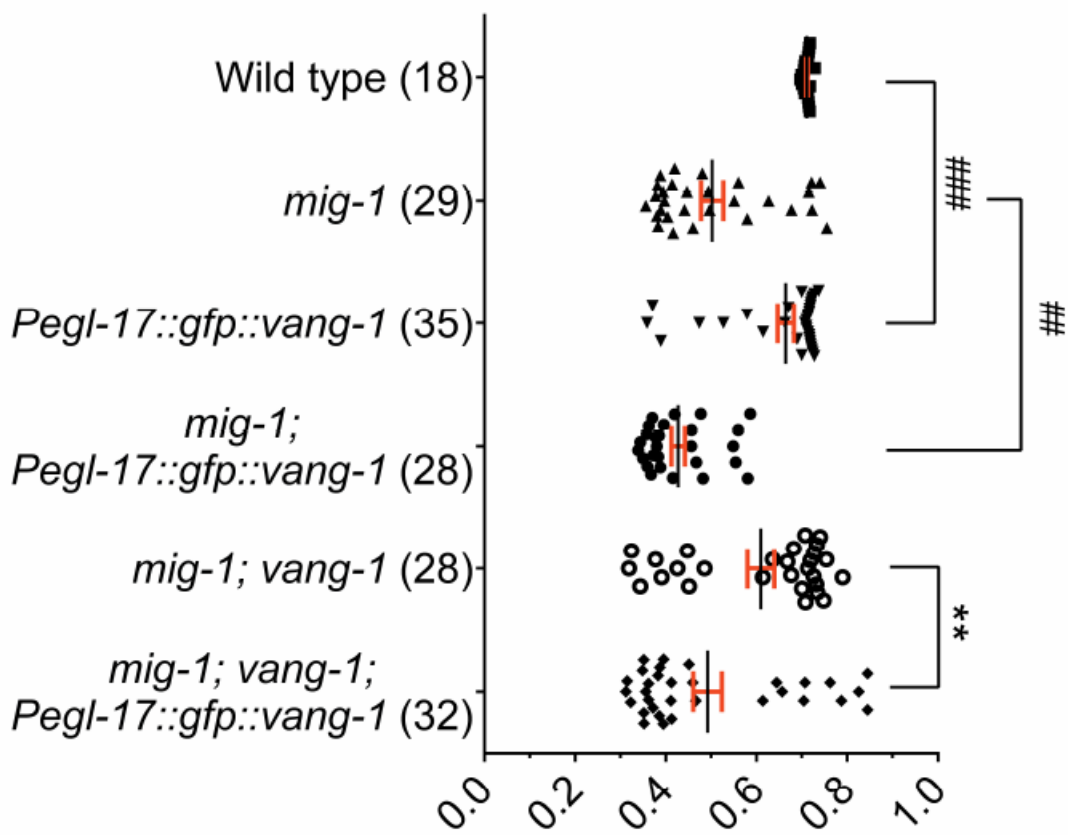 Wild type (18)
mig-1 (29)
Pegl-17::gfp::vang-1 (35)
mig-1;
Pegl-17::gfp::vang-1 (28)
mig-1; vang-1 (28)
mig-1; vang-1;
Pegl-17::gfp::vang-1 (32)
####
##
**
0.0 0.2 0.4 0.6 0.8 1.0